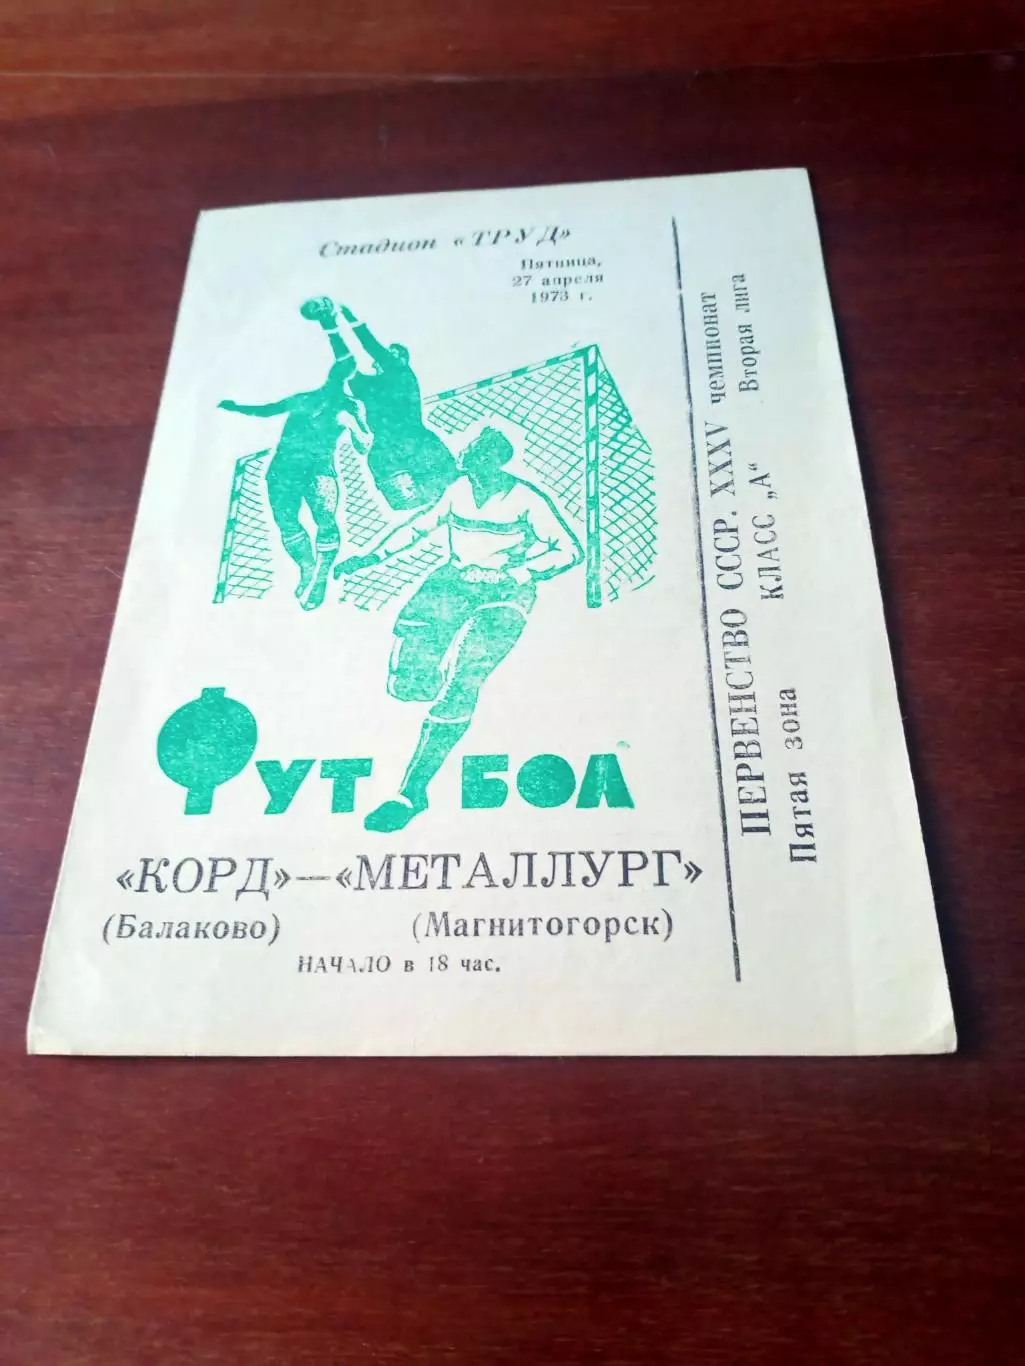 Стадион «ТРУД»
Пятница,
27 апреля
1973 г.
ФУТБОЛ
«КОРД»—«МЕТАЛЛУРГ»
(Балаково) (Магнитогорск)
НАЧАЛО в 18 час.
ПЕРВЕНСТВО СССР. XXXV чемпионат
КЛАСС „А“ Вторая лига
Пятая зона